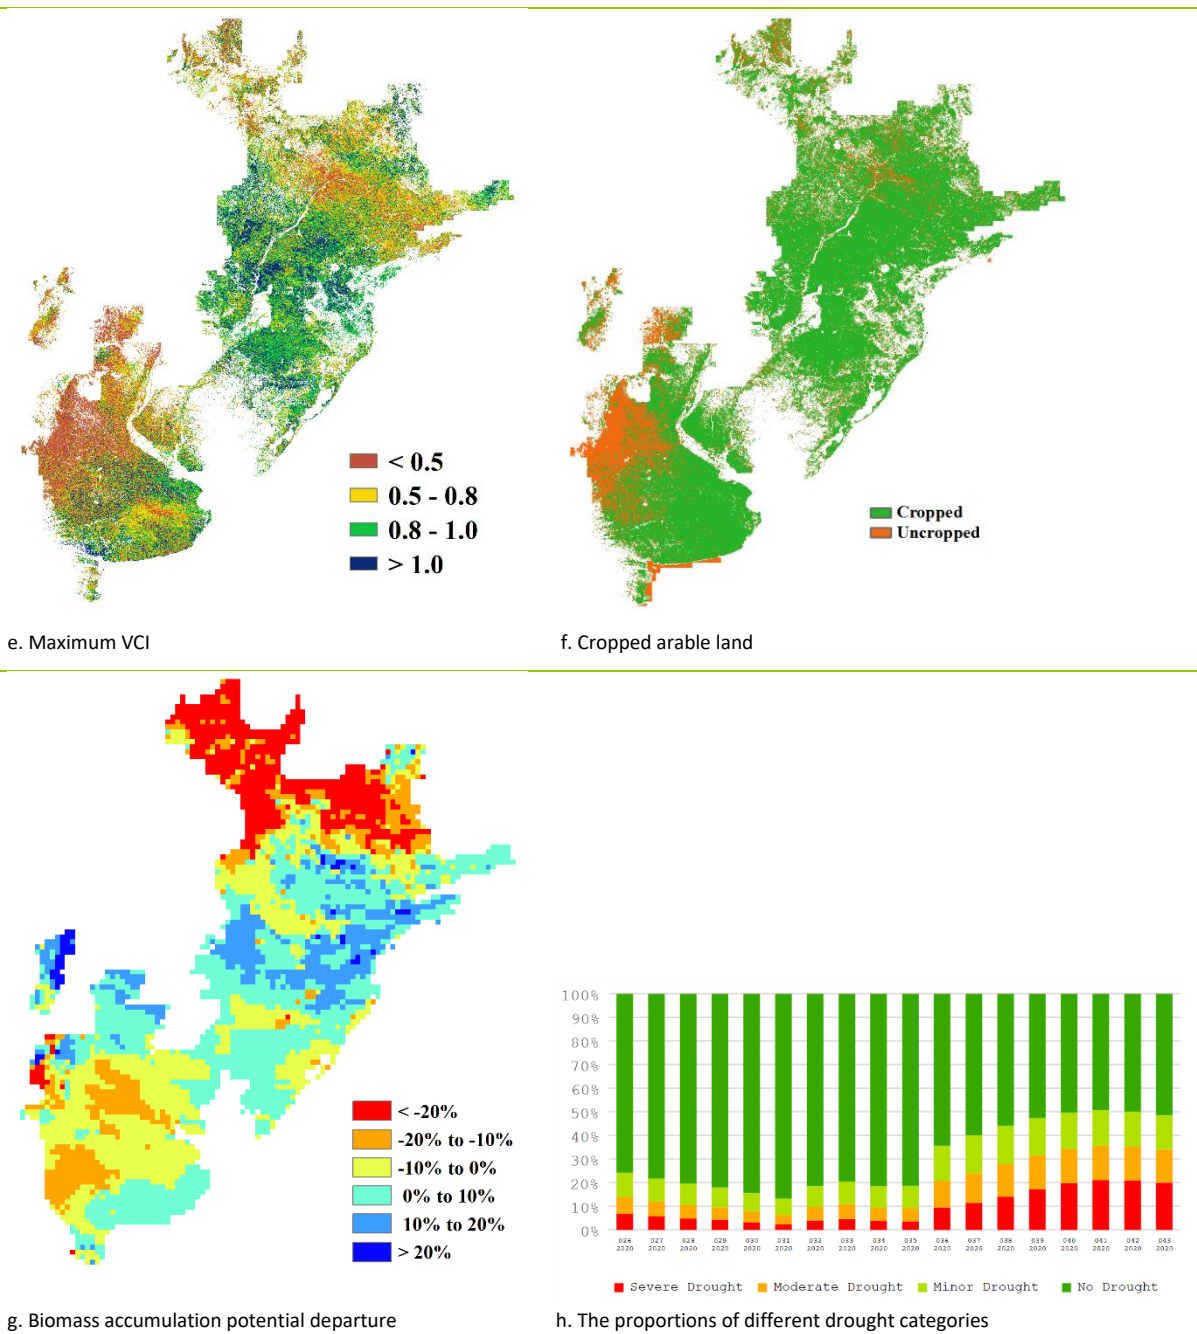 < 0.5
0.5 - 0.8
0.8 - 1.0
> 1.0
Cropped
Uncropped
e. Maximum VCI
f. Cropped arable land
< -20%
-20% to -10%
-10% to 0%
0% to 10%
10% to 20%
> 20%
100%
90%
80%
70%
60%
50%
40%
30%
20%
10%
0%
026 027 028 029 030 031 032 033 034 035 036 037 038 039 040 041 042 043
2020 2020 2020 2020 2020 2020 2020 2020 2020 2020 2020 2020 2020 2020 2020 2020 2020 2020
Severe Drought Moderate Drought Minor Drought No Drought
g. Biomass accumulation potential departure
h. The proportions of different drought categories